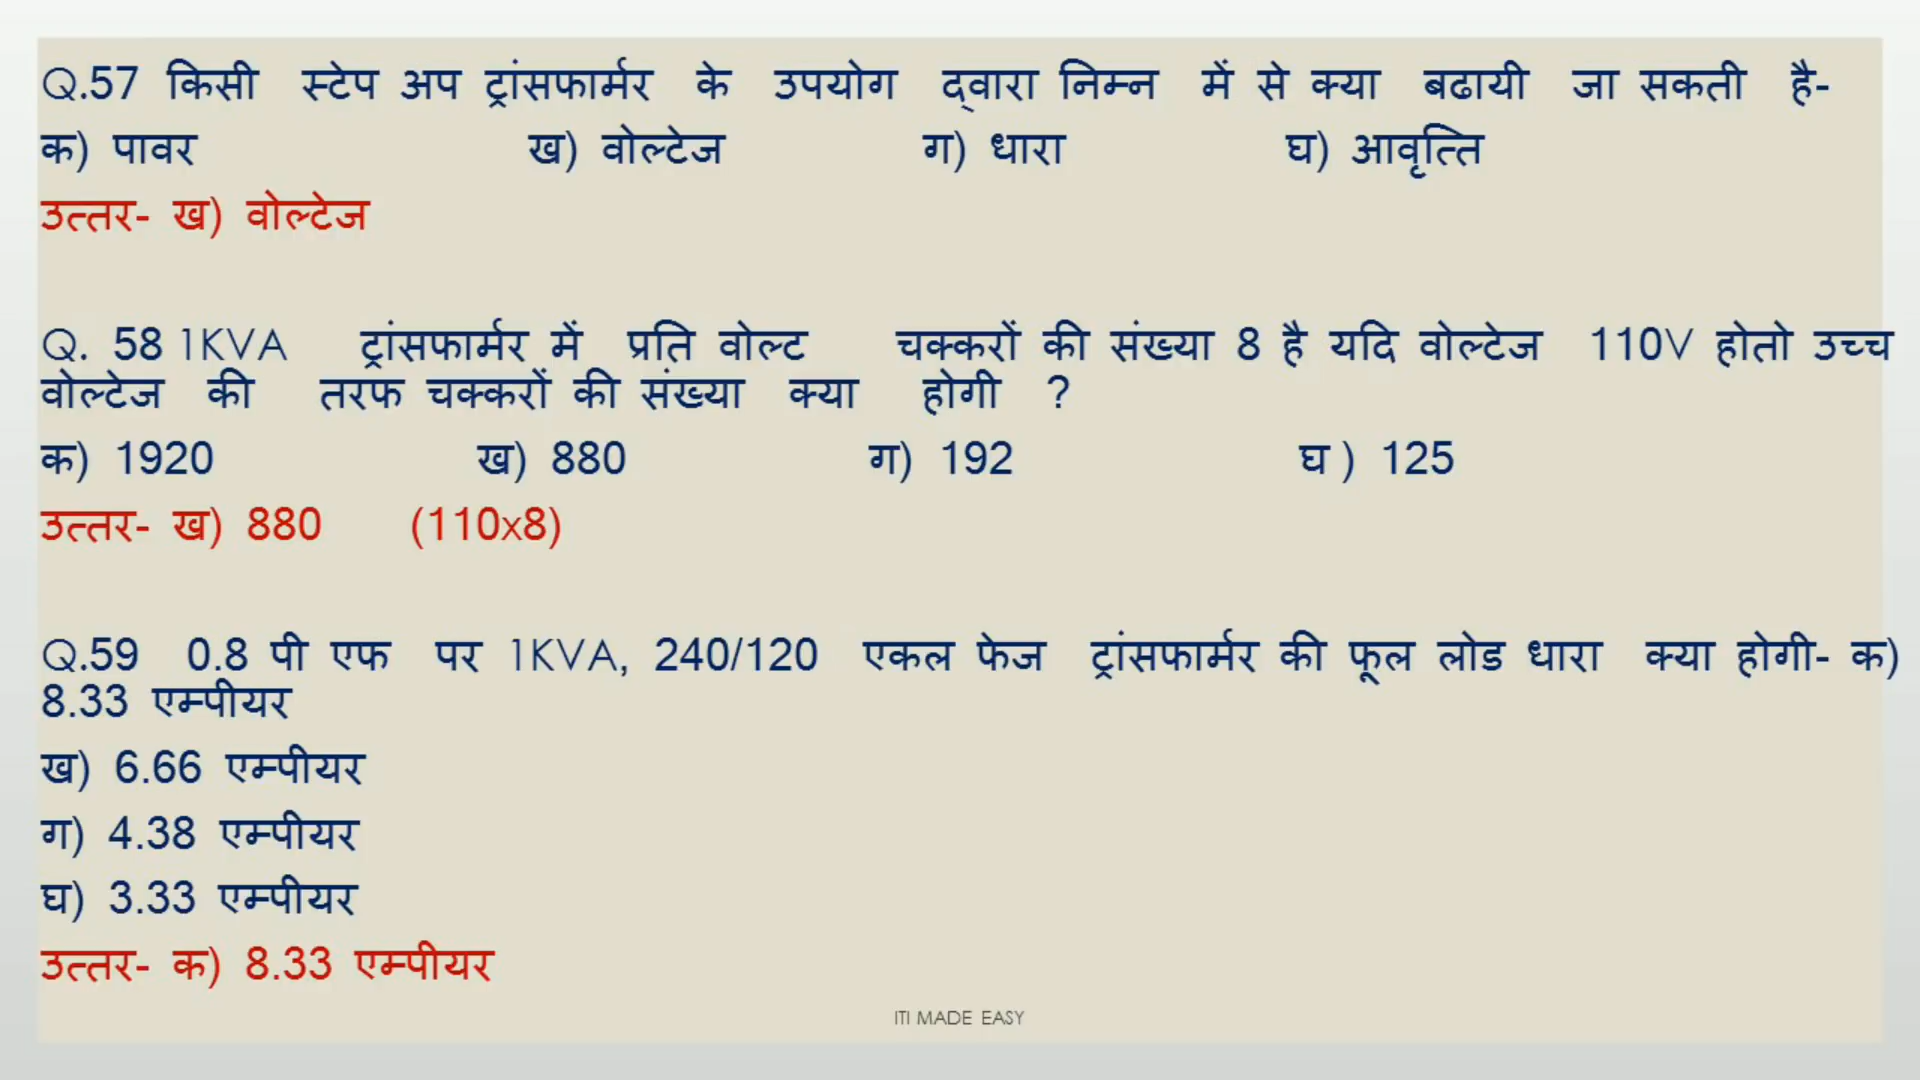 Q.57 किसी स्टेप अप ट्रांसफार्मर के उपयोग द्वारा निम्न में से क्या बढायी जा सकती है-
क) पावर ख) वोल्टेज ग) धारा घ) आवृत्ति
उत्तर- ख) वोल्टेज
Q. 58 1KVA ट्रांसफार्मर में प्रति वोल्ट चक्करों की संख्या 8 है यदि वोल्टेज 110V होतो उच्च
वोल्टेज की तरफ चक्करों की संख्या क्या होगी ?
क) 1920 ख) 880 ग) 192 घ ) 125
उत्तर- ख) 880 (110x8)
Q.59 0.8 पी एफ पर 1KVA, 240/120 एकल फेज ट्रांसफार्मर की फूल लोड धारा क्या होगी- क)
8.33 एम्पीयर
ख) 6.66 एम्पीयर
ग) 4.38 एम्पीयर
घ) 3.33 एम्पीयर
उत्तर- क) 8.33 एम्पीयर
ITI MADE EASY